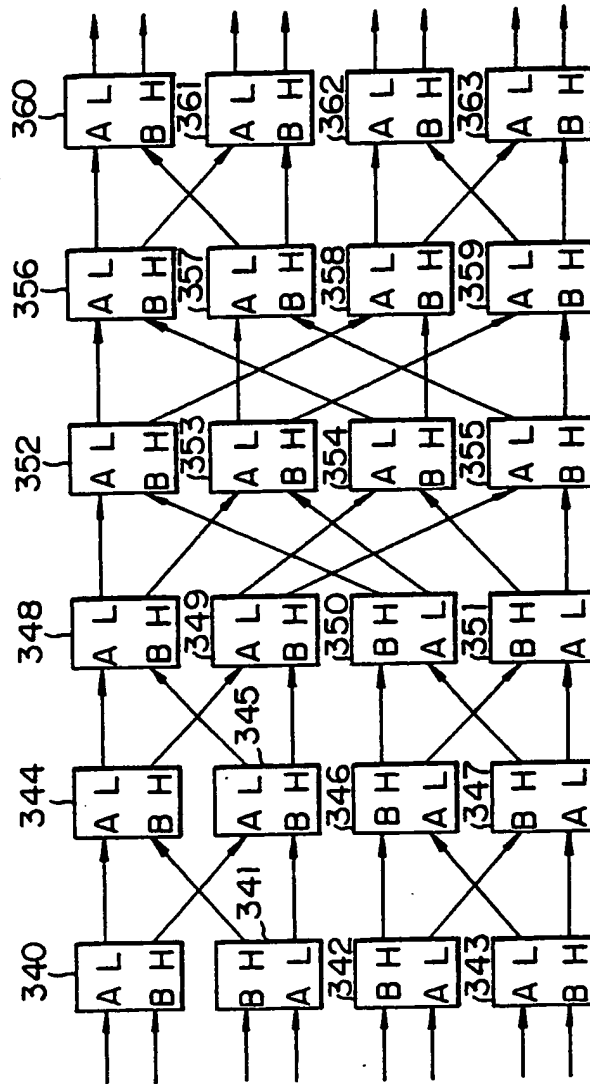 340 344 348 352 356 360
A L A L A L A L A L A L
B H B H B H B H B H B H
341 345 349 353 357 361
B H A L A L A L A L A L
A L B H B H B H B H B H
342 346 350 354 358 362
B H B H B H A L A L A L
A L A L A L B H B H B H
343 347 351 355 359 363
A L B H B H A L A L A L
B H A L A L B H B H B H